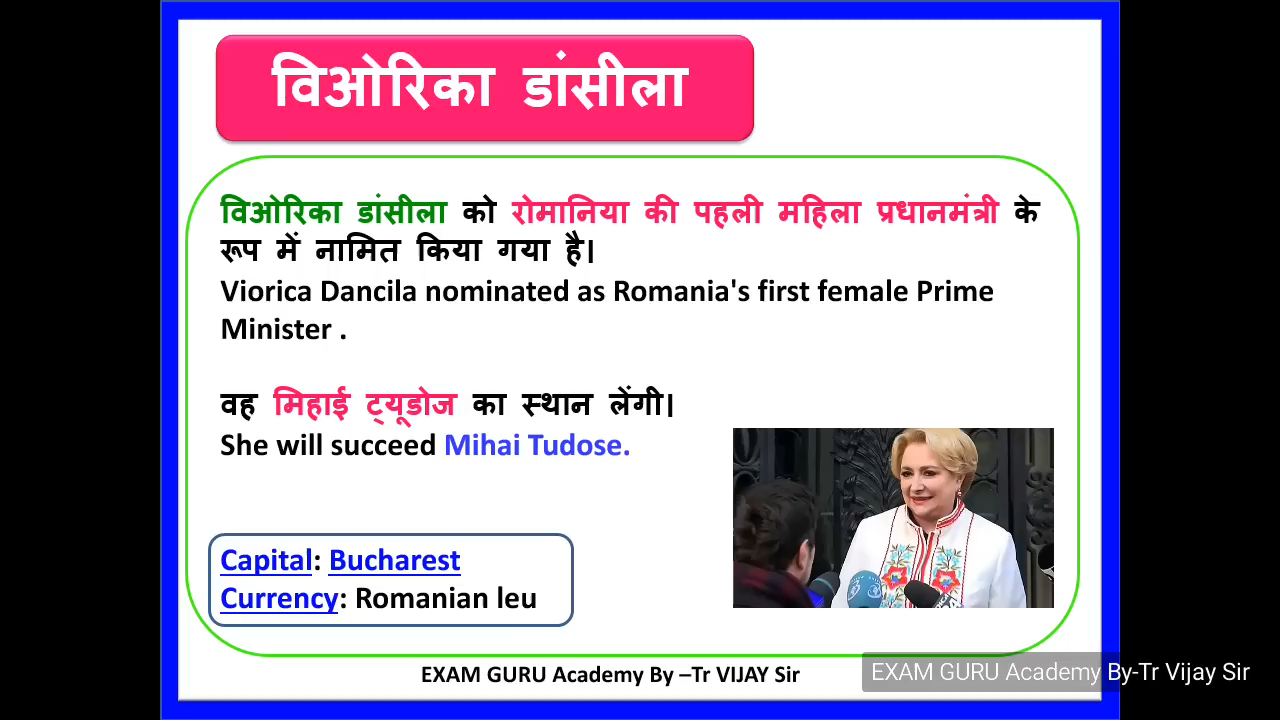 विओरिका डांसीला
विओरिका डांसीला को रोमानिया की पहली महिला प्रधानमंत्री के
रूप में नामित किया गया है।
Viorica Dancila nominated as Romania's first female Prime
Minister .
वह मिहाई ट्यूडोज का स्थान लेंगी।
She will succeed Mihai Tudose.
Capital: Bucharest
Currency: Romanian leu
EXAM GURU Academy By –Tr VIJAY Sir
EXAM GURU Academy By-Tr Vijay Sir